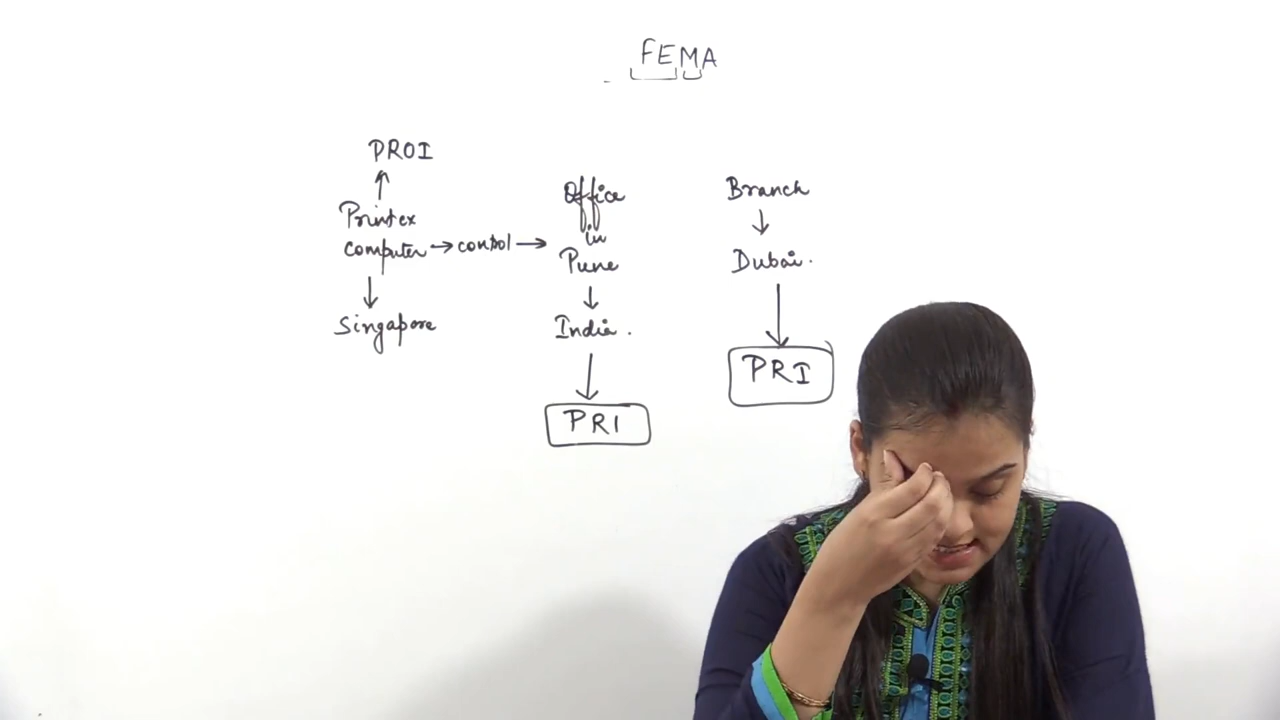 FEMA
PROI
Printex
computer → control →
Singapore
Office
in
Pune
India.
PRI
Branch
Dubai.
PRI